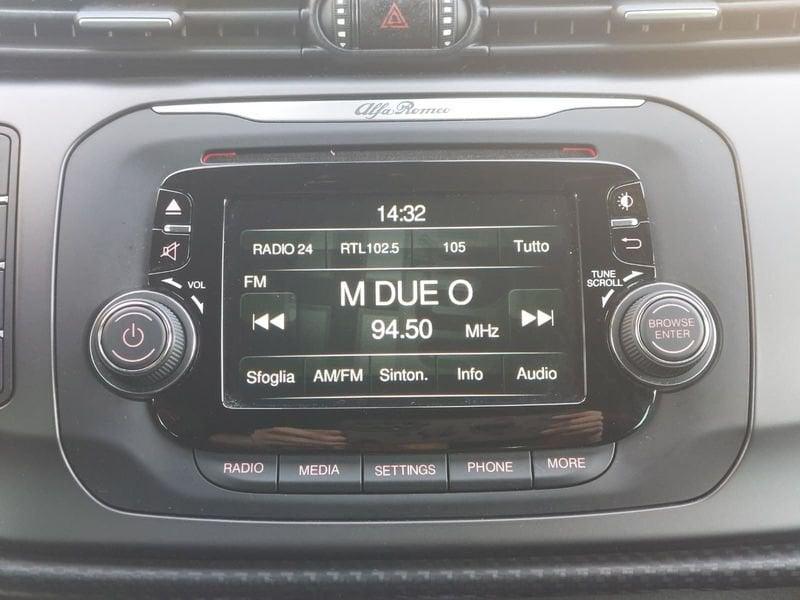 Alfa Romeo
14:32
RADIO 24 RTL102.5 105 Tutto
FM
M DUE O
94.50 MHz
Sfoglia AM/FM Sinton. Info Audio
VOL
TUNE
SCROLL
BROWSE
ENTER
RADIO MEDIA SETTINGS PHONE MORE